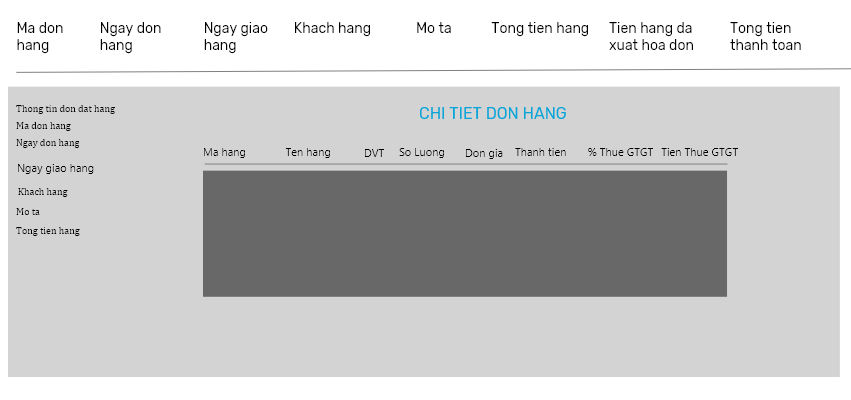 Ma don hang
Ngay don hang
Ngay giao hang
Khach hang
Mo ta
Tong tien hang
Tien hang da xuat hoa don
Tong tien thanh toan
Thong tin don dat hang
Ma don hang
Ngay don hang
Ngay giao hang
Khach hang
Mo ta
Tong tien hang
CHI TIET DON HANG
Ma hang
Ten hang
DVT
So Luong
Don gia
Thanh tien
% Thue GTGT
Tien Thue GTGT